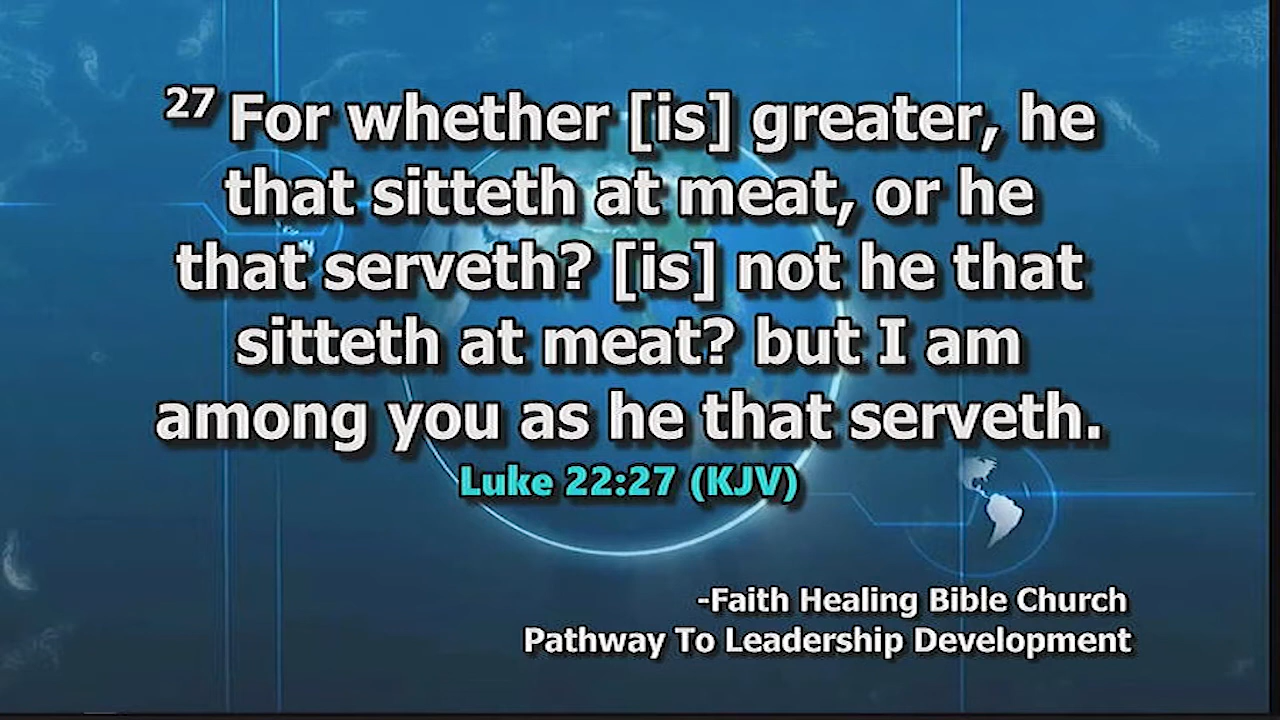 27 For whether [is] greater, he
that sitteth at meat, or he
that serveth? [is] not he that
sitteth at meat? but I am
among you as he that serveth.
Luke 22:27 (KJV)
-Faith Healing Bible Church
Pathway To Leadership Development